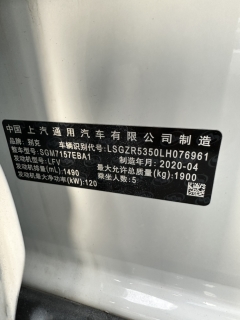 中国 上汽通用汽车有限公司制造
品牌: 别克 车辆识别代号: LSGZR5350LH076961
整车型号: SGM7157EBA1 制造年月: 2020-04
发动机型号: LFV 最大允许总质量(kg):1900
发动机排量(mL): 1490 乘坐人数: 5
发动机最大净功率(kW):120